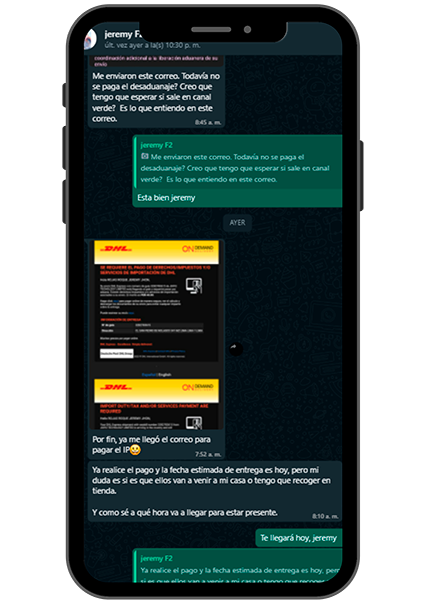 jeremy F2
últ. vez ayer a la(s) 10:30 p. m.
coordinación adicional a la liberación aduanera de su
envío
Me enviaron este correo. Todavía no
se paga el desaduanaje? Creo que
tengo que esperar si sale en canal
verde? Es lo que entiendo en este
correo.
8:45 a. m.
jeremy F2
Me enviaron este correo. Todavía no se paga el
desaduanaje? Creo que tengo que esperar si sale en canal
verde? Es lo que entiendo en este correo.
Esta bien jeremy
AYER
DHL
ON DEMAND
SE REQUIERE EL PAGO DE DERECHOS/IMPUESTOS Y/O
SERVICIOS DE IMPORTACIÓN DE DHL
Español/English
DHL
ON DEMAND
IMPORT DUTY/TAX AND/OR SERVICES PAYMENT ARE
REQUIRED
Por fin, ya me llegó el correo para
pagar el IP
7:52 a. m.
Ya realice el pago y la fecha estimada de entrega es hoy, pero mi
duda es si es que ellos van a venir a mi casa o tengo que recoger en
tienda.
Y como sé a qué hora va a llegar para estar presente.
8:10 a. m.
Te llegará hoy, jeremy
jeremy F2
Ya realice el pago y la fecha estimada de entrega es hoy, pero
mi duda es si es que ellos van a venir a mi casa o tengo que recoger